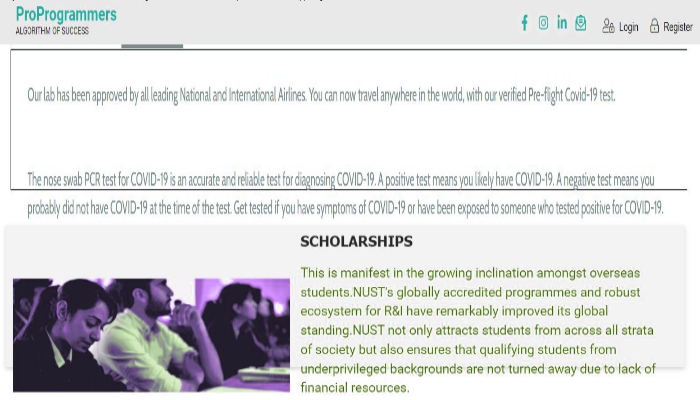 ProProgrammers
ALGORITHM OF SUCCESS
Login
Register
Our lab has been approved by all leading National and International Airlines. You can now travel anywhere in the world, with our verified Pre-flight Covid-19 test.
The nose swab PCR test for COVID-19 is an accurate and reliable test for diagnosing COVID-19. A positive test means you likely have COVID-19. A negative test means you
probably did not have COVID-19 at the time of the test. Get tested if you have symptoms of COVID-19 or have been exposed to someone who tested positive for COVID-19.
SCHOLARSHIPS
This is manifest in the growing inclination amongst overseas
students.NUST's globally accredited programmes and robust
ecosystem for R&I have remarkably improved its global
standing.NUST not only attracts students from across all strata
of society but also ensures that qualifying students from
underprivileged backgrounds are not turned away due to lack of
financial resources.